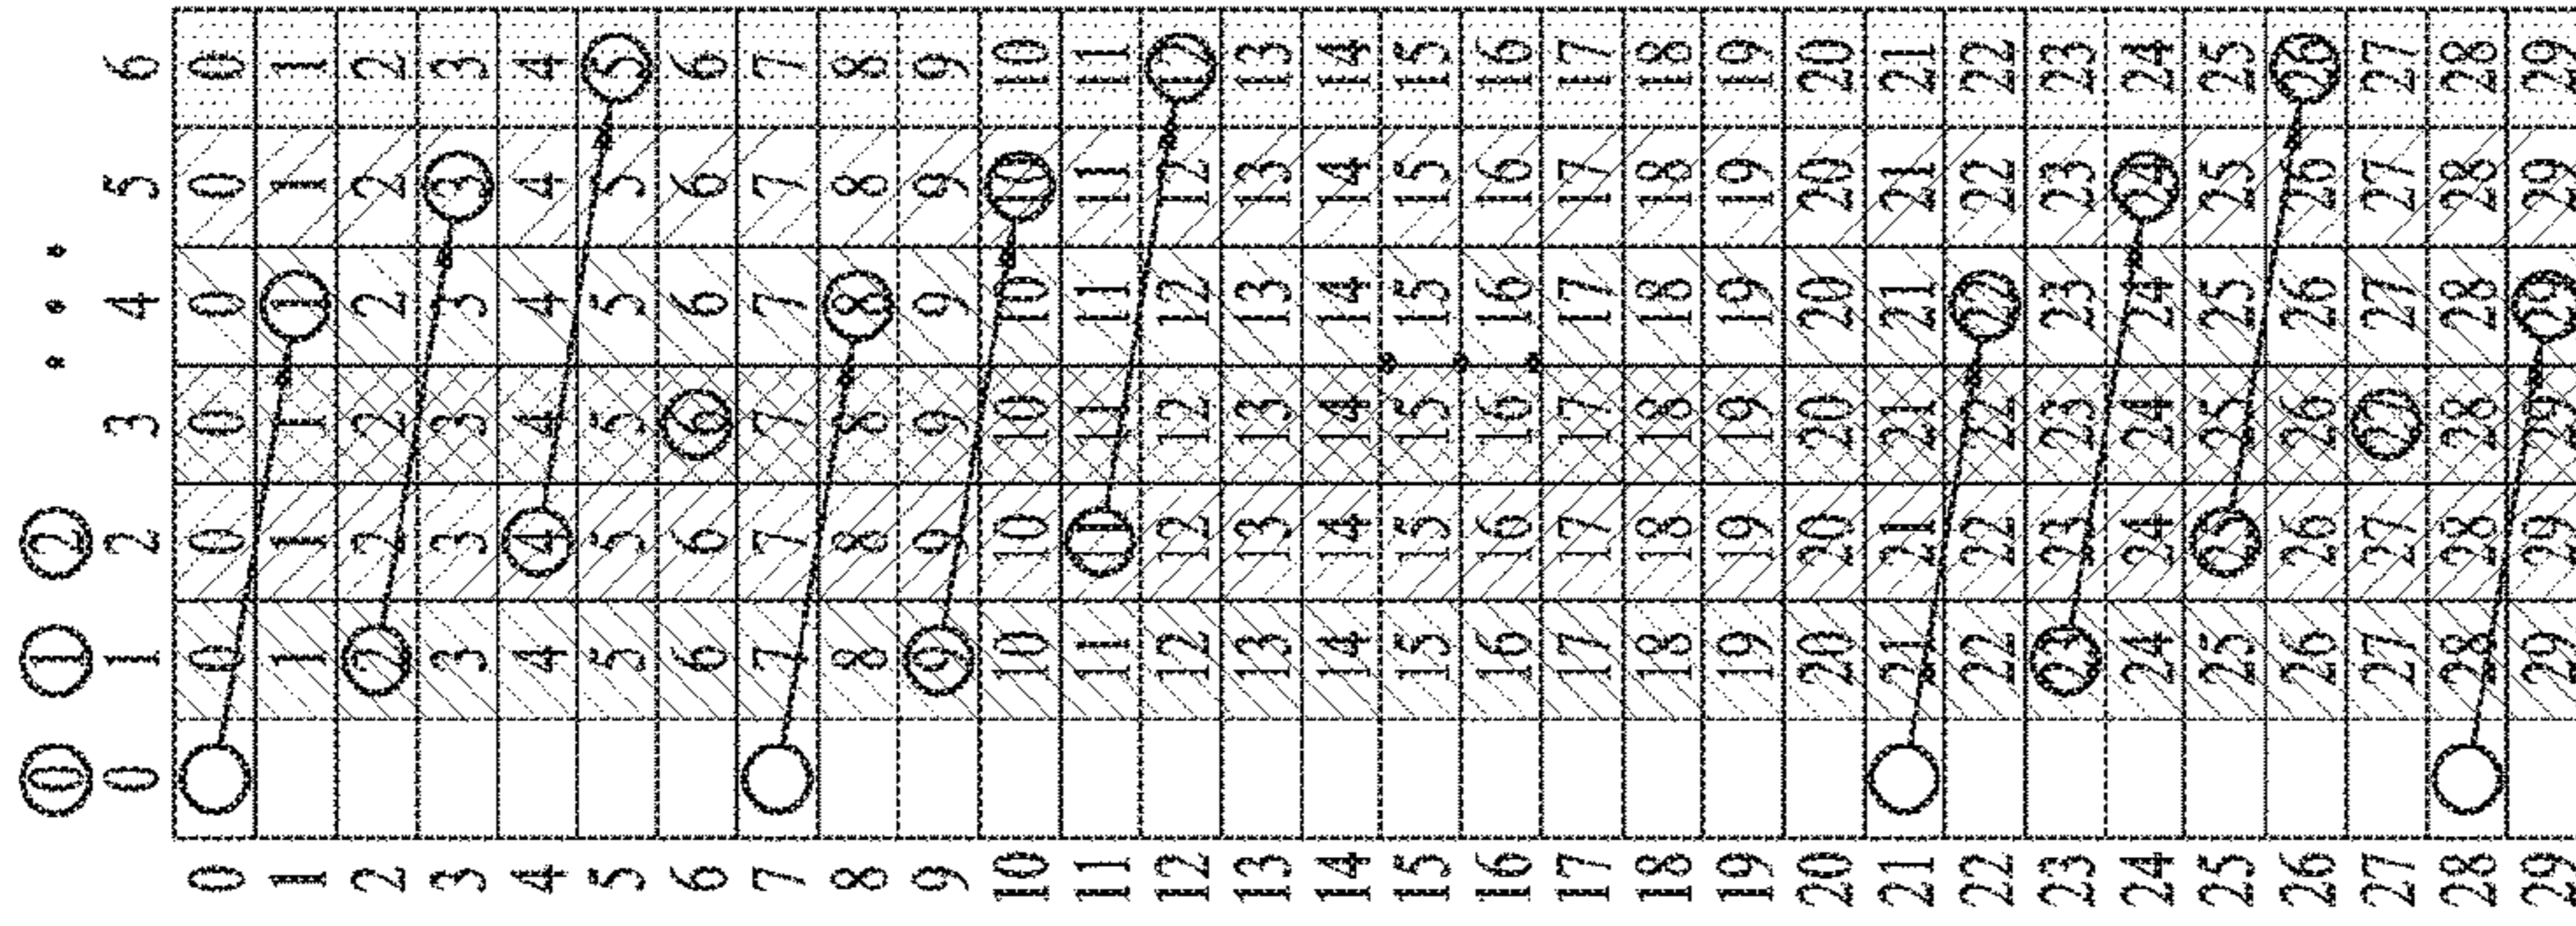 ⓪ ① ② • • •
0 1 2 3 4 5 6
0 0 0 0 0 0 0
1 1 1 1 1 1 1
2 2 2 2 2 2 2
3 3 3 3 3 3 3
4 4 4 4 4 4 4
5 5 5 5 5 5 5
6 6 6 6 6 6 6
7 7 7 7 7 7 7
8 8 8 8 8 8 8
9 9 9 9 9 9 9
10 10 10 10 10 10 10
11 11 11 11 11 11 11
12 12 12 12 12 12 12
13 13 13 13 13 13 13
14 14 14 14 14 14 14
15 15 15 15 15 15 15
16 16 16 16 16 16 16
17 17 17 17 17 17 17
18 18 18 18 18 18 18
19 19 19 19 19 19 19
20 20 20 20 20 20 20
21 21 21 21 21 21 21
22 22 22 22 22 22 22
23 23 23 23 23 23 23
24 24 24 24 24 24 24
25 25 25 25 25 25 25
26 26 26 26 26 26 26
27 27 27 27 27 27 27
28 28 28 28 28 28 28
29 29 29 29 29 29 29